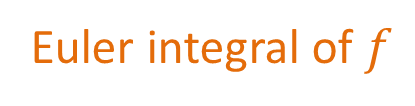 Euler integral of 𝑓